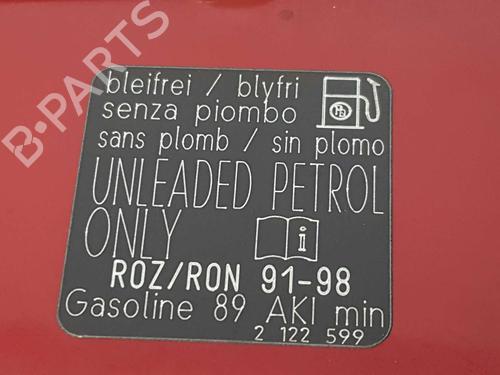 bleifrei / blyfri
senza piombo
sans plomb / sin plomo
UNLEADED PETROL
ONLY
ROZ/RON 91-98
Gasoline 89 AKI min
2 122 599
B-PARTS